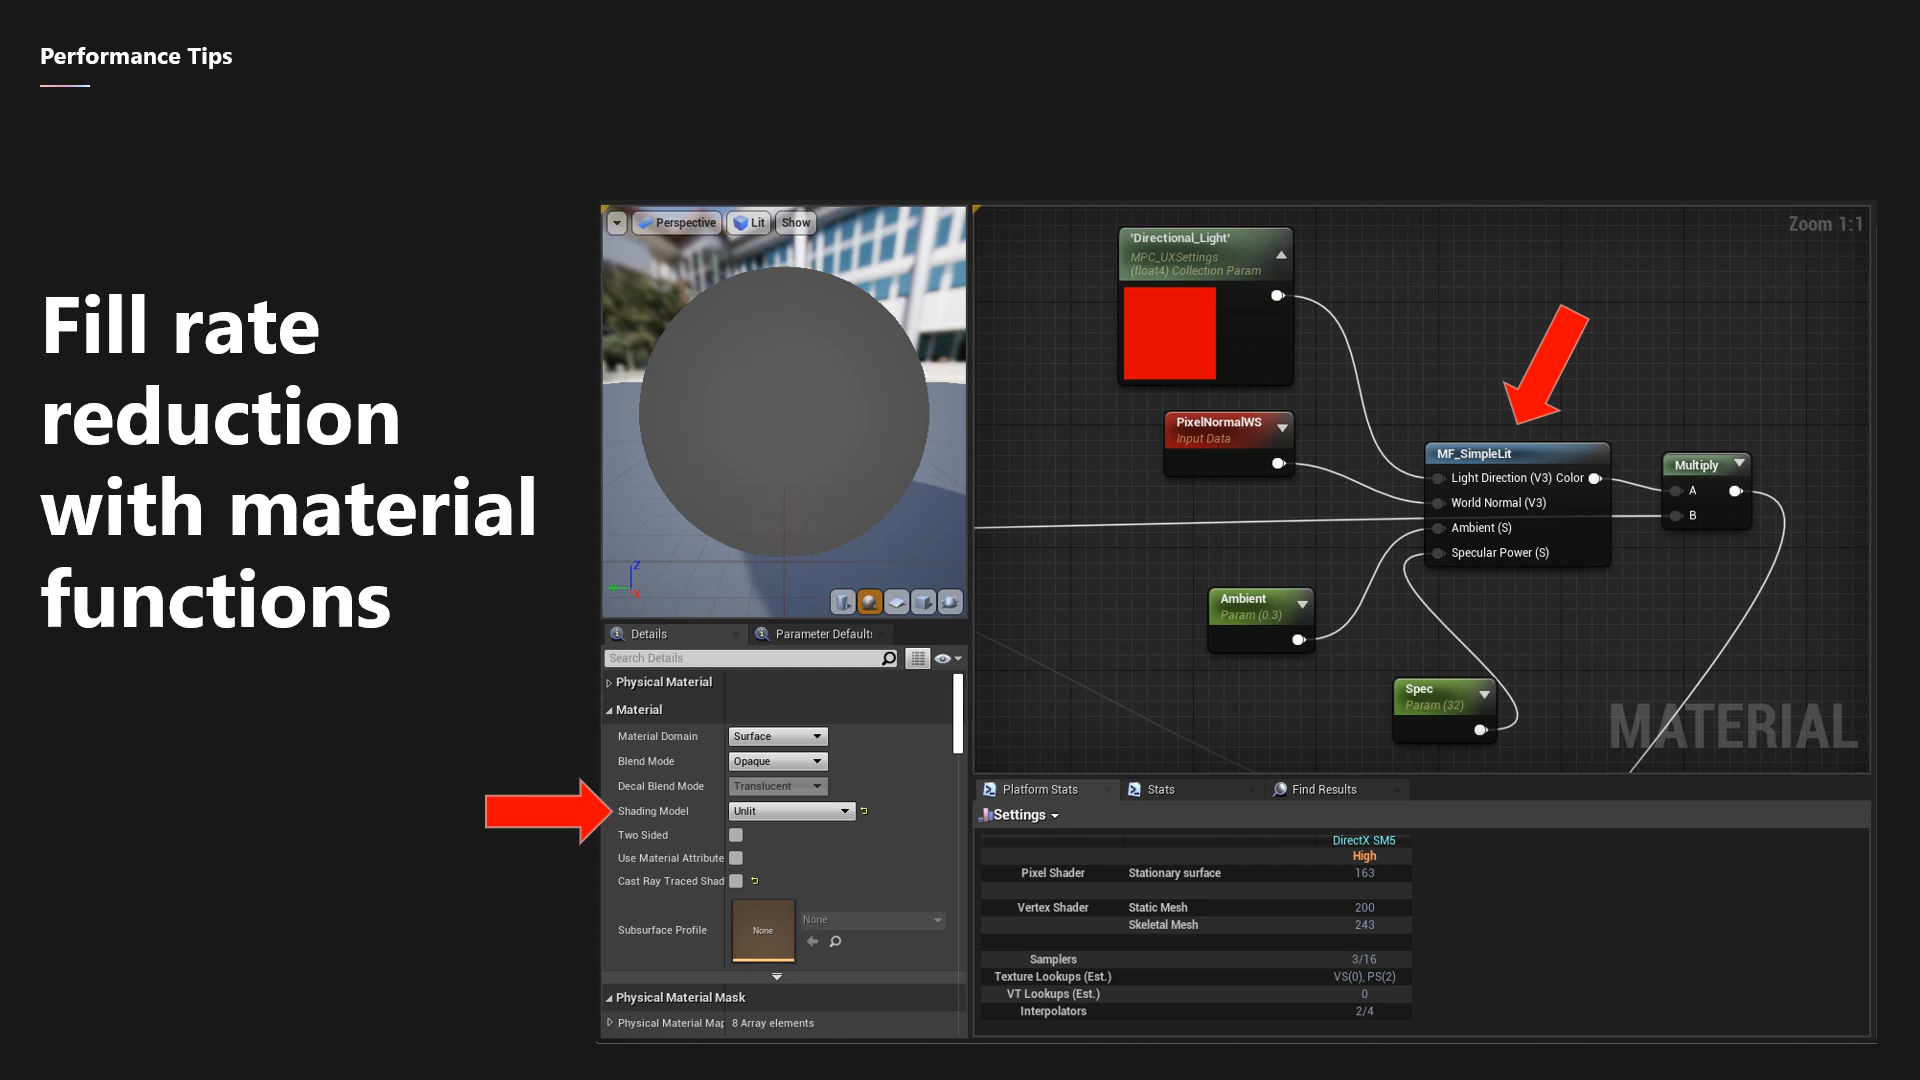 Performance Tips
Fill rate
reduction
with material
functions
Perspective
Lit
Show
Z
X
Details
Parameter Defaults
Search Details
Physical Material
Material
Material Domain
Surface
Blend Mode
Opaque
Decal Blend Mode
Translucent
Shading Model
Unlit
Two Sided
Use Material Attribute
Cast Ray Traced Shad
Subsurface Profile
None
None
Physical Material Mask
Physical Material Map
8 Array elements
Zoom 1:1
'Directional_Light'
MPC_UXSettings
(float4) Collection Param
PixelNormalWS
Input Data
MF_SimpleLit
Light Direction (V3) Color
World Normal (V3)
Ambient (S)
Specular Power (S)
Multiply
A
B
Ambient
Param (0.3)
Spec
Param (32)
MATERIAL
Platform Stats
Stats
Find Results
Settings
DirectX SM5
High
Pixel Shader Stationary surface 163
Vertex Shader Static Mesh 200
Skeletal Mesh 243
Samplers 3/16
Texture Lookups (Est.) VS(0), PS(2)
VT Lookups (Est.) 0
Interpolators 2/4